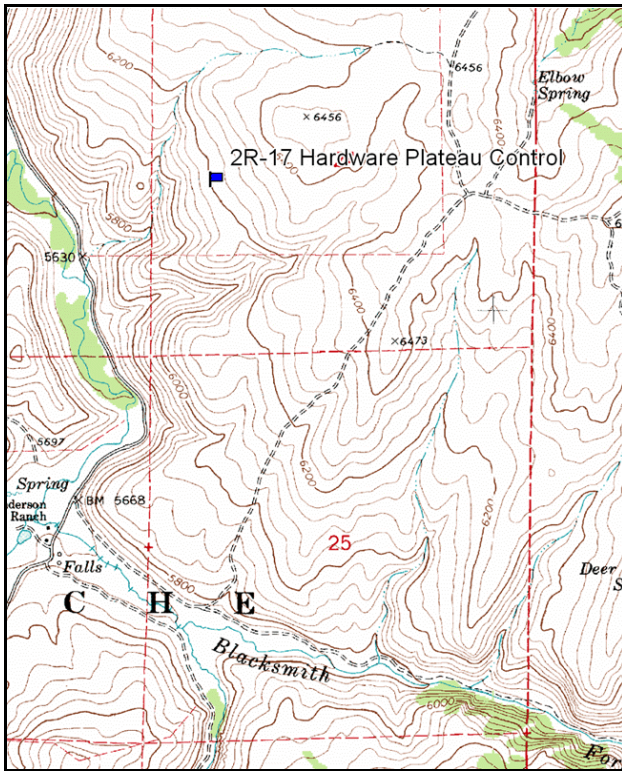 6200
6456
6456
Elbow
Spring
6400
2R-17 Hardware Plateau Control
5800
5630
6400
6473
6400
6000
5697
6200
Spring
BM 5668
6200
derson
Ranch
25
Falls
5800
Deer
S
C H E
Blacksmith
6000
For